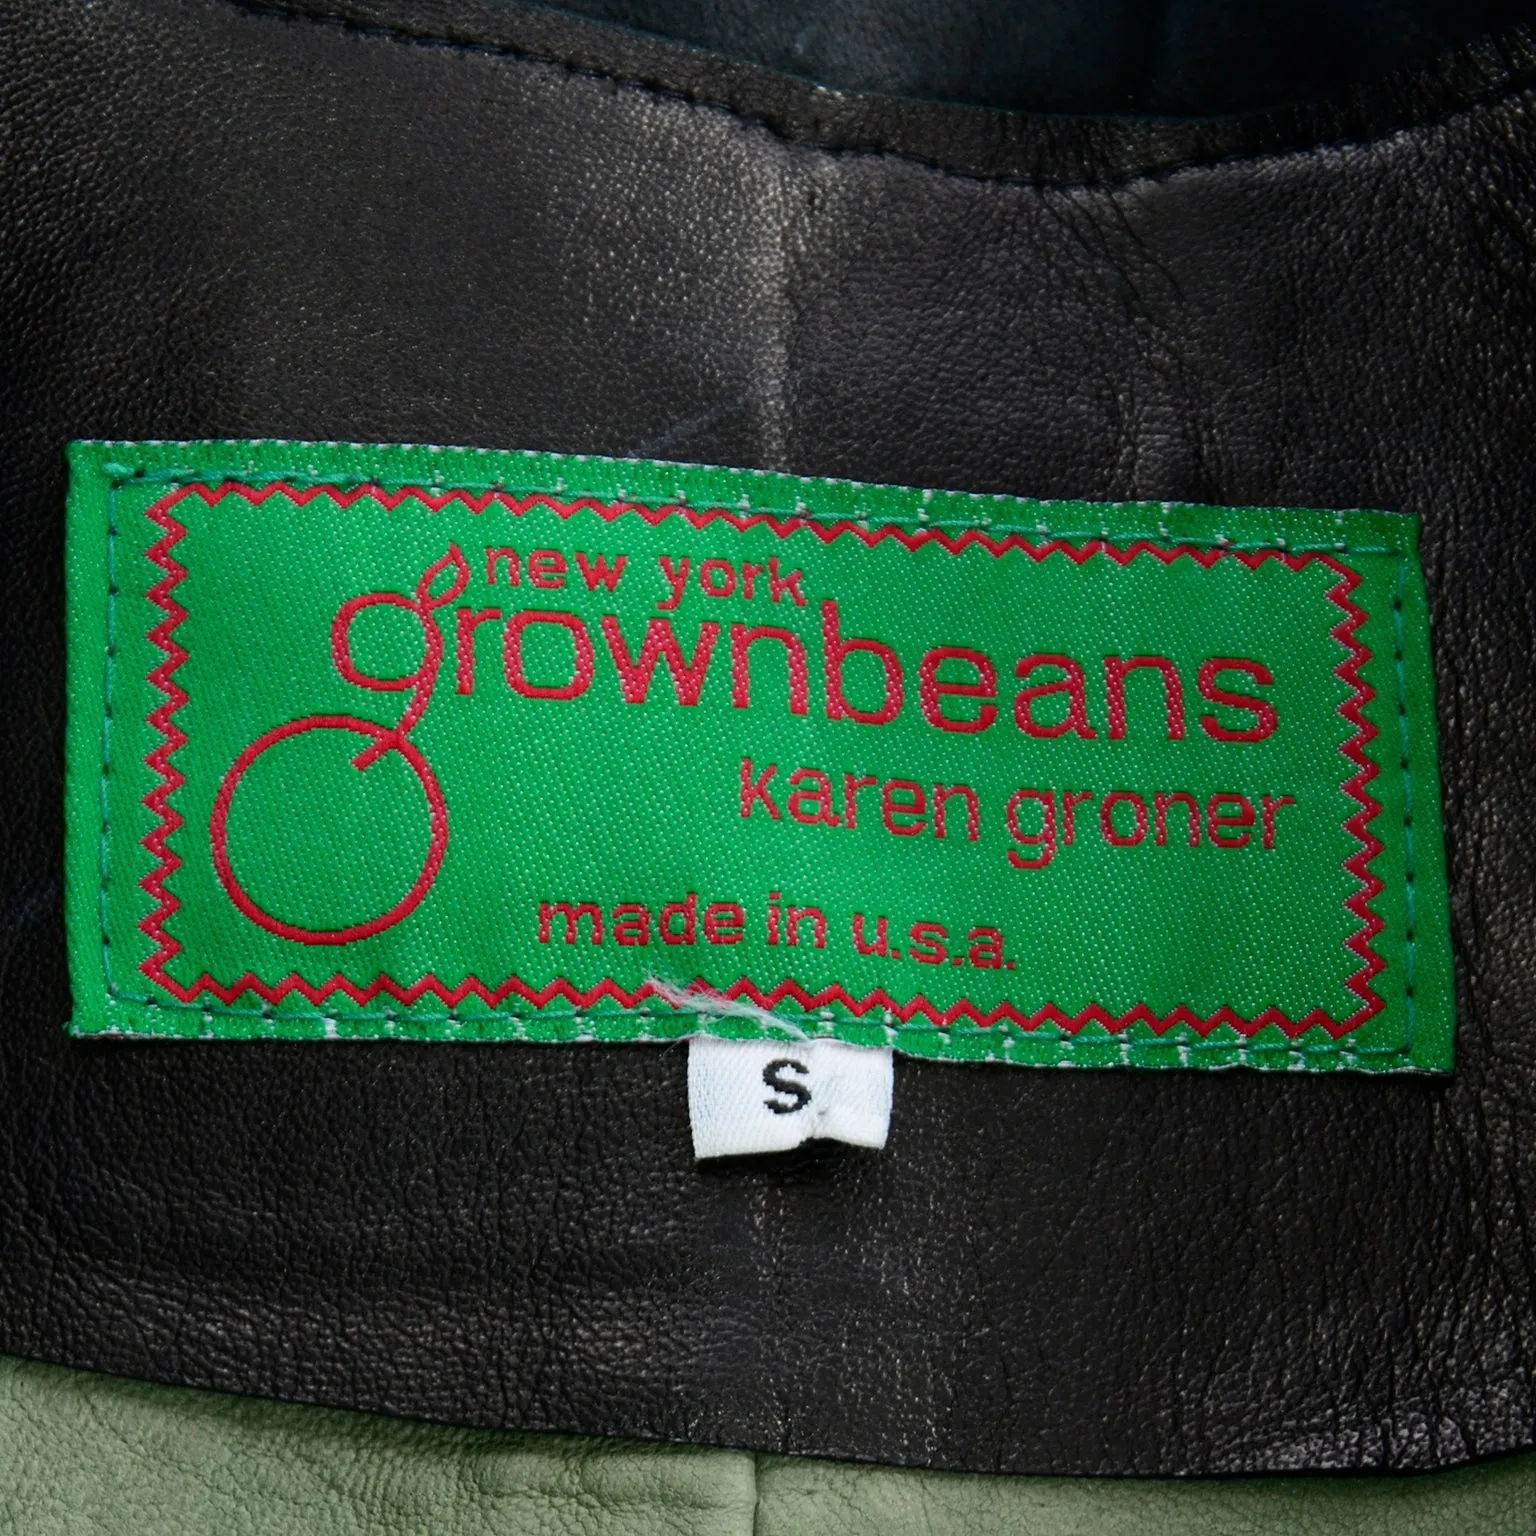 new york
grownbeans
karen groner
made in u.s.a.
S